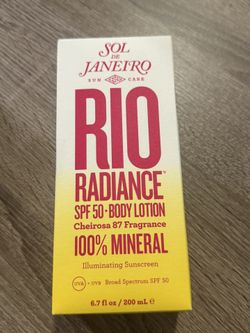 SOL
DE
JANEIRO
SUN CARE
RIO
RADIANCE™
SPF 50 · BODY LOTION
Cheirosa 87 Fragrance
100% MINERAL
Illuminating Sunscreen
UVA + UVB Broad Spectrum SPF 50
6.7 fl oz / 200 mL ℮